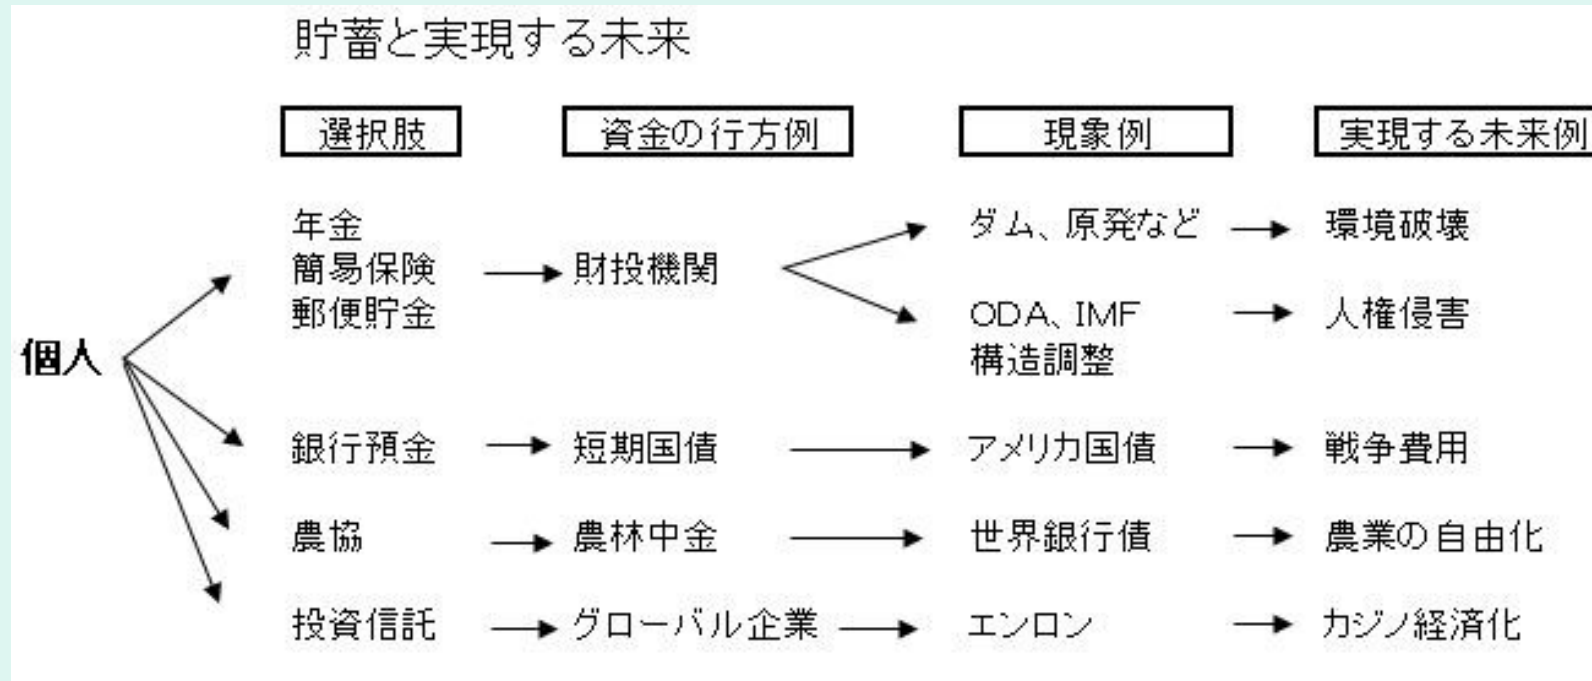 貯蓄と実現する未来
選択肢 資金の行方例 現象例 実現する未来例
年金
簡易保険
郵便貯金
財投機関
ダム、原発など 環境破壊
ODA、IMF
構造調整
人権侵害
個人
銀行預金 短期国債 アメリカ国債 戦争費用
農協 農林中金 世界銀行債 農業の自由化
投資信託 グローバル企業 エンロン カジノ経済化